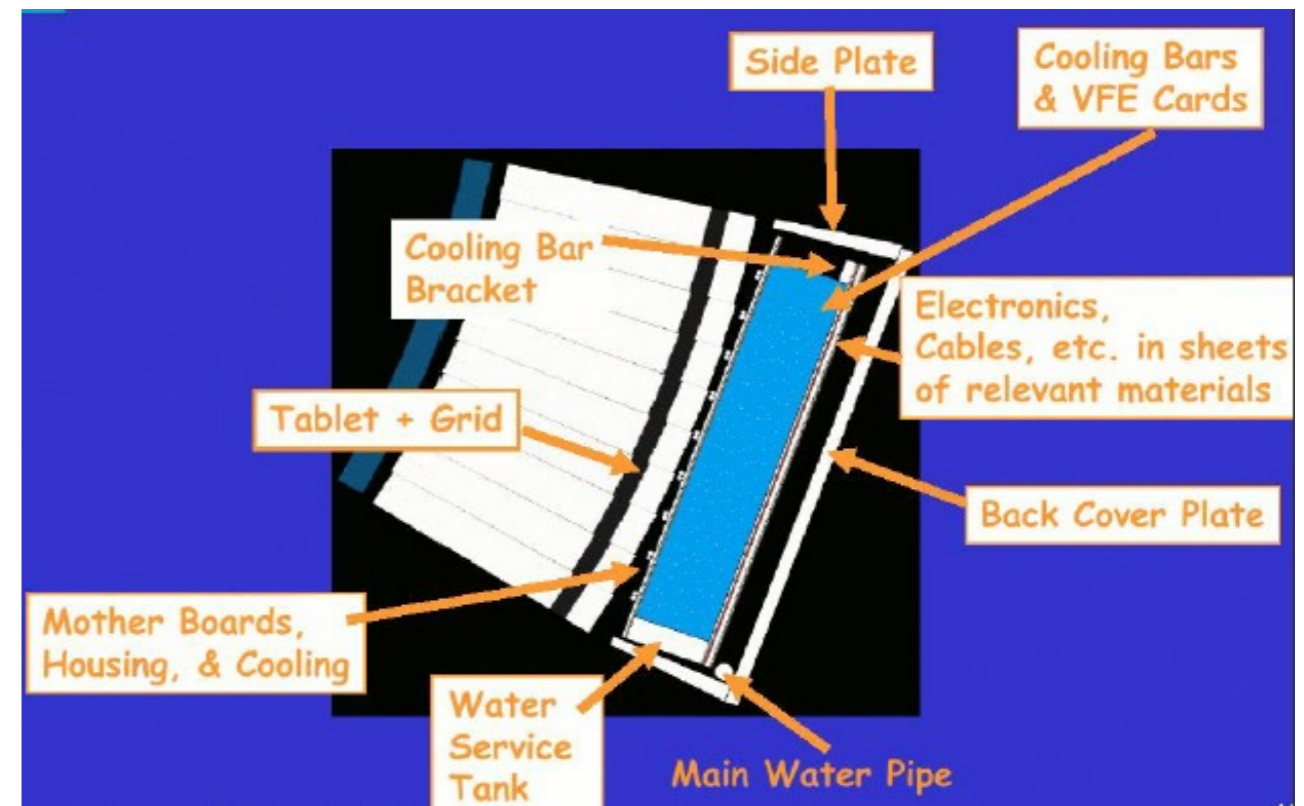 Side Plate
Cooling Bars
& VFE Cards
Cooling Bar
Bracket
Electronics,
Cables, etc. in sheets
of relevant materials
Tablet + Grid
Back Cover Plate
Mother Boards,
Housing, & Cooling
Water
Service
Tank
Main Water Pipe